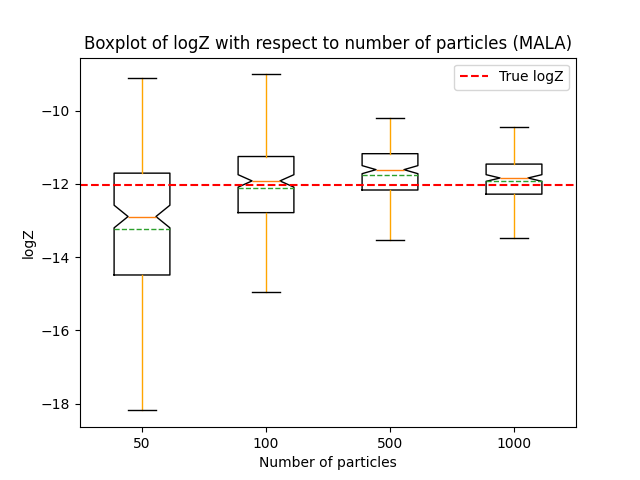 Boxplot of logZ with respect to number of particles (MALA)
True logZ
−10
−12
−14
−16
−18
logZ
50
100
500
1000
Number of particles